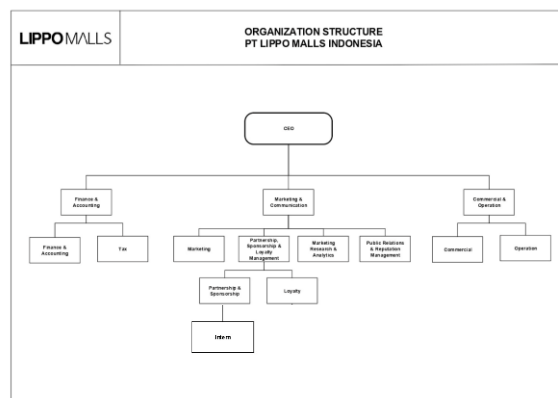 LIPPO MALLS
ORGANIZATION STRUCTURE
PT LIPPO MALLS INDONESIA
CEO
Finance &
Accounting
Marketing &
Communication
Commercial &
Operation
Finance &
Accounting
Tax
Marketing
Partnership,
Sponsorship &
Loyalty
Management
Marketing
Research &
Analytics
Public Relations
& Reputation
Management
Commercial
Operation
Partnership &
Sponsorship
Loyalty
Intern